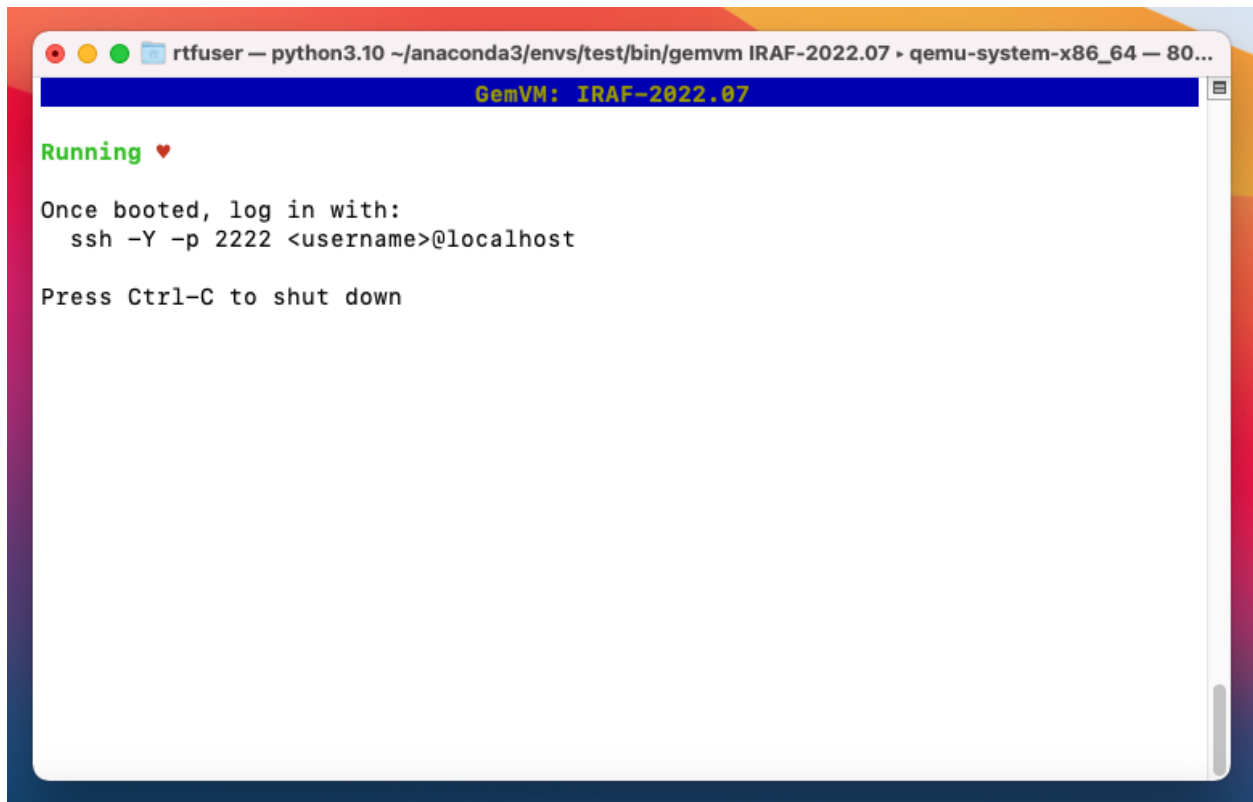 rtfuser — python3.10 ~/anaconda3/envs/test/bin/gemvm IRAF-2022.07 ▸ qemu-system-x86_64 — 80...
GemVM: IRAF-2022.07
Running ♥
Once booted, log in with:
ssh -Y -p 2222 <username>@localhost
Press Ctrl-C to shut down